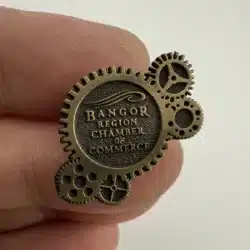 BANGOR
REGION
CHAMBER
OF
COMMERCE